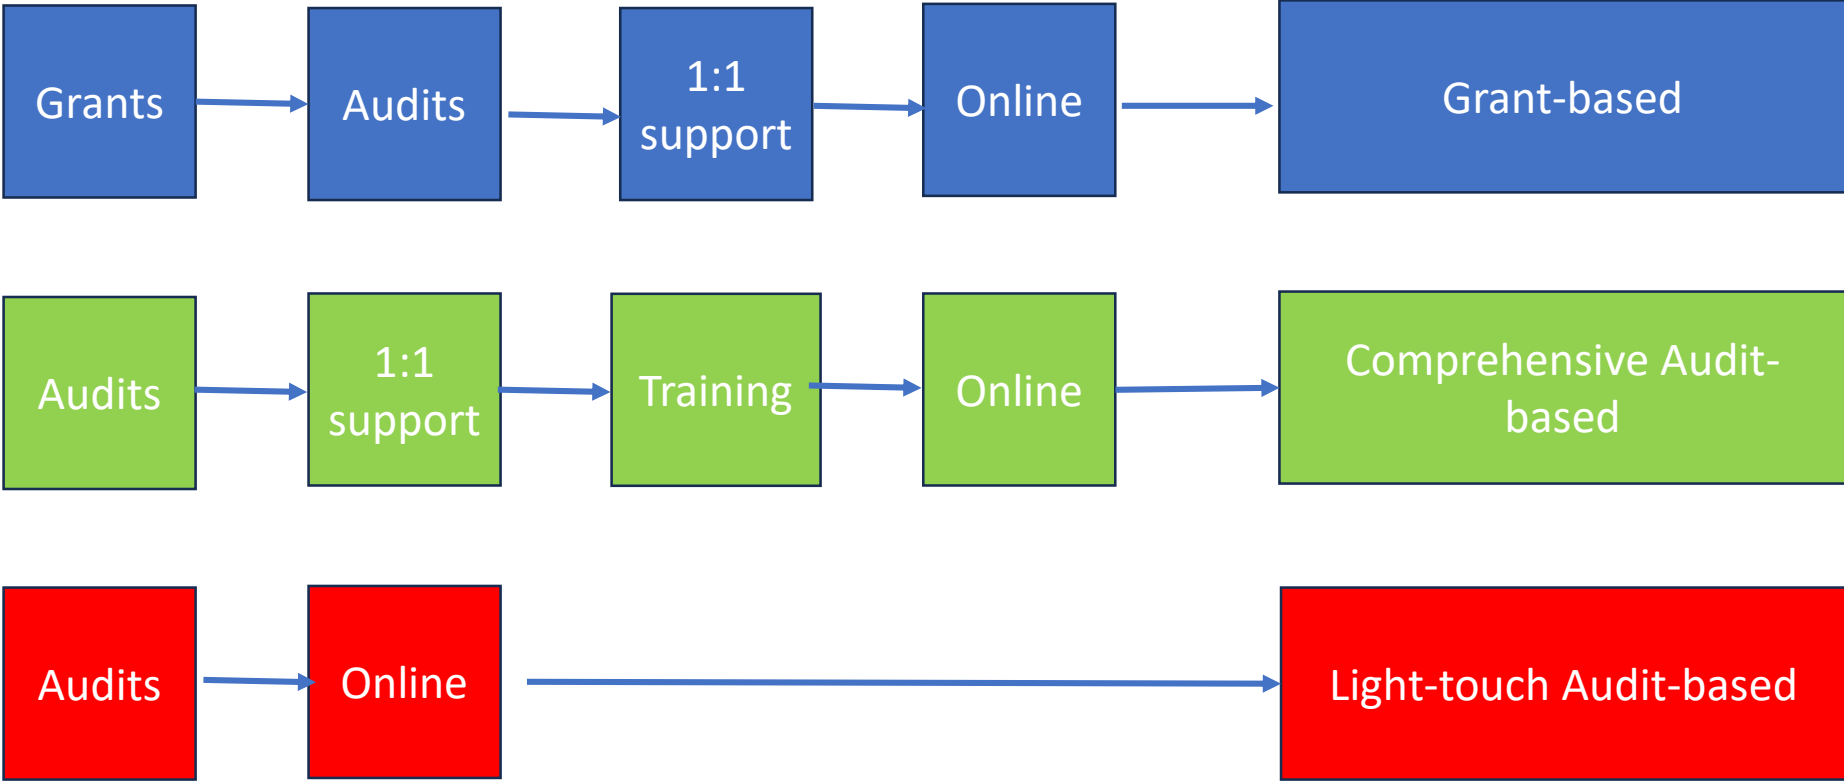 Grants
Audits
1:1
support
Online
Grant-based
Audits
1:1
support
Training
Online
Comprehensive Audit-
based
Audits
Online
Light-touch Audit-based